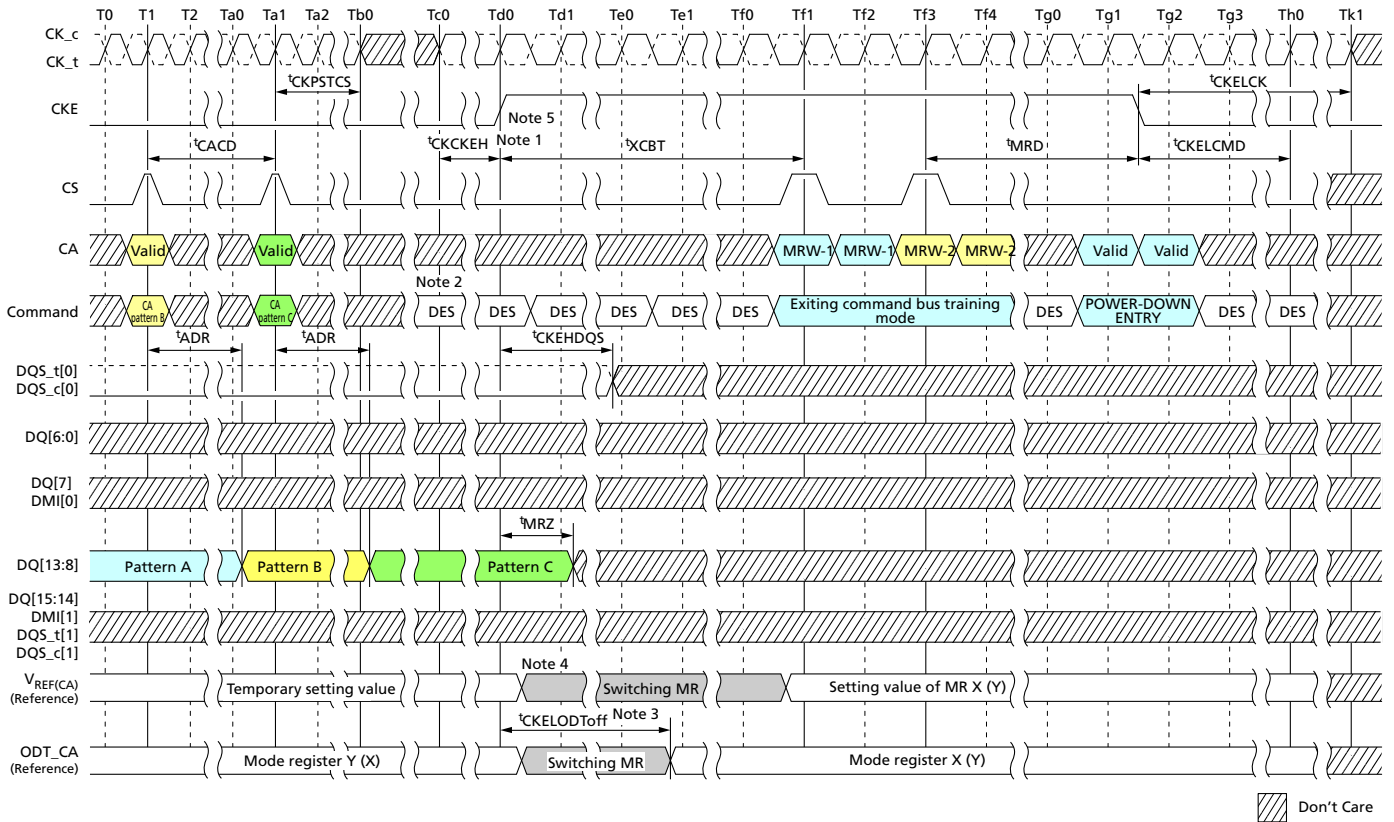 T0 T1 T2 Ta0 Ta1 Ta2 Tb0 Tc0 Td0 Td1 Te0 Te1 Tf0 Tf1 Tf2 Tf3 Tf4 Tg0 Tg1 Tg2 Tg3 Th0 Tk1
CK_c
CK_t
tCKPSTCS tCKELCK
CKE
Note 5
Note 1
tCACD tCKCKEH tXCBT tMRD tCKELCMD
CS
CA Valid Valid MRW-1 MRW-1 MRW-2 MRW-2 Valid Valid
Note 2
Command CA pattern B CA pattern C DES DES DES DES DES DES Exiting command bus training mode DES POWER-DOWN ENTRY DES DES
tADR tADR tCKEHDQS
DQS_t[0]
DQS_c[0]
DQ[6:0]
DQ[7]
DMI[0]
tMRZ
DQ[13:8] Pattern A Pattern B Pattern C
DQ[15:14]
DMI[1]
DQS_t[1]
DQS_c[1]
Note 4
VREF(CA)
(Reference)
Temporary setting value Switching MR Setting value of MR X (Y)
tCKELODToff Note 3
ODT_CA
(Reference)
Mode register Y (X) Switching MR Mode register X (Y)
Don't Care